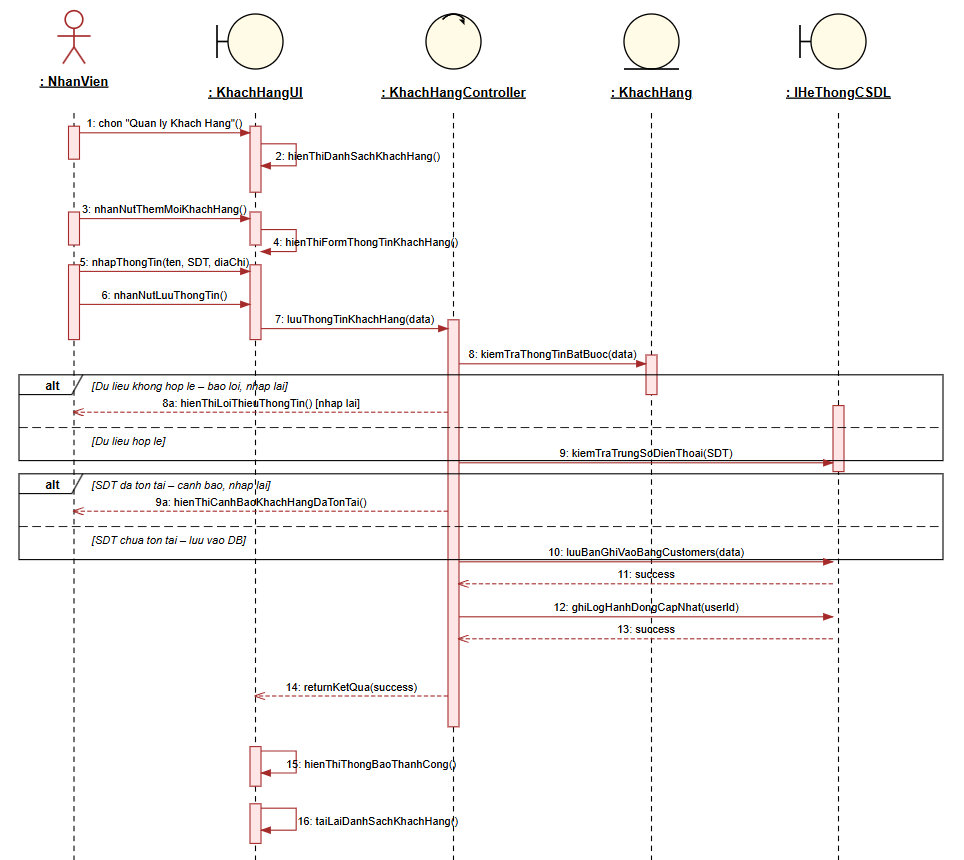 : NhanVien
: KhachHangUI
: KhachHangController
: KhachHang
: IHeThongCSDL
1: chon "Quan ly Khach Hang"()
2: hienThiDanhSachKhachHang()
3: nhanNutThemMoiKhachHang()
4: hienThiFormThongTinKhachHang()
5: nhapThongTin(ten, SDT, diaChi)
6: nhanNutLuuThongTin()
7: luuThongTinKhachHang(data)
8: kiemTraThongTinBatBuoc(data)
alt
[Du lieu khong hop le – bao loi, nhap lai]
8a: hienThiLoiThieuThongTin() [nhap lai]
[Du lieu hop le]
9: kiemTraTrungSoDienThoai(SDT)
alt
[SDT da ton tai – canh bao, nhap lai]
9a: hienThiCanhBaoKhachHangDaTonTai()
[SDT chua ton tai – luu vao DB]
10: luuBanGhiVaoBangCustomers(data)
11: success
12: ghiLogHanhDongCapNhat(userId)
13: success
14: returnKetQua(success)
15: hienThiThongBaoThanhCong()
16: taiLaiDanhSachKhachHang()